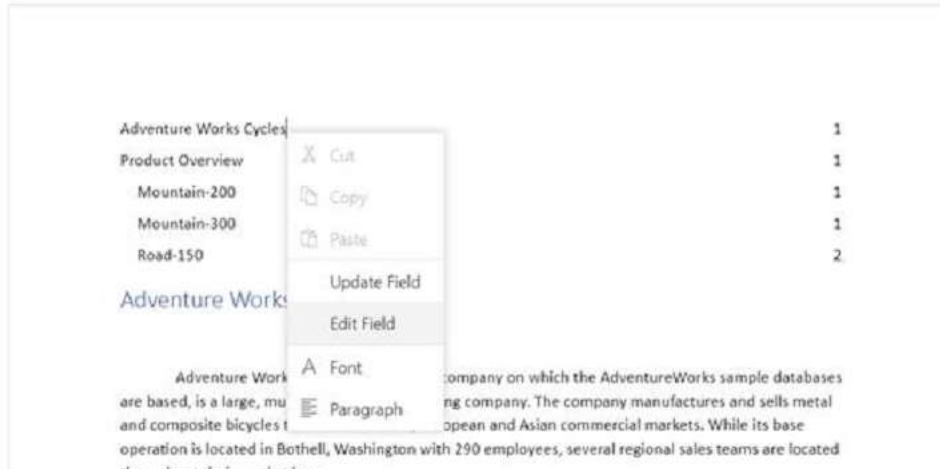 Adventure Works Cycles 1
Product Overview 1
Mountain-200 1
Mountain-300 1
Road-150 2
Cut
Copy
Paste
Update Field
Edit Field
Font
Paragraph
Adventure Works
Adventure Work company on which the AdventureWorks sample databases
are based, is a large, mu ng company. The company manufactures and sells metal
and composite bicycles opean and Asian commercial markets. While its base
operation is located in Bothell, Washington with 290 employees, several regional sales teams are located